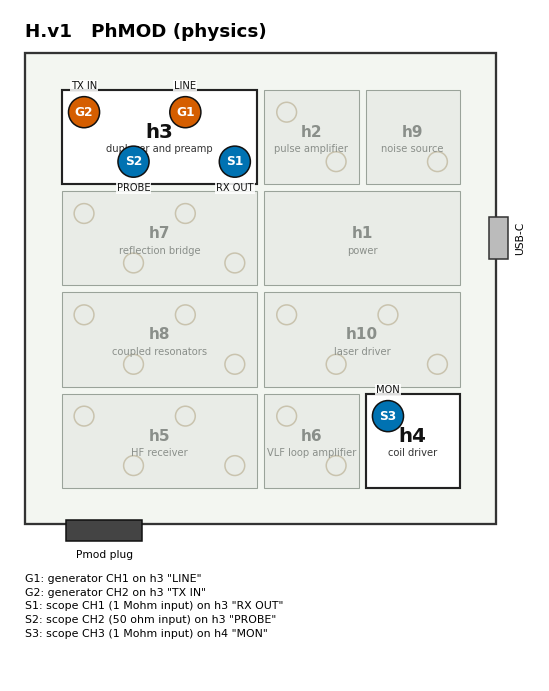 H.v1 PhMOD (physics)
TX IN LINE
G2 G1
h3
duplexer and preamp
S2 S1
PROBE RX OUT
h2
pulse amplifier
h9
noise source
h7
reflection bridge
h1
power
USB-C
h8
coupled resonators
h10
laser driver
h5
HF receiver
h6
VLF loop amplifier
MON
S3
h4
coil driver
Pmod plug
G1: generator CH1 on h3 "LINE"
G2: generator CH2 on h3 "TX IN"
S1: scope CH1 (1 Mohm input) on h3 "RX OUT"
S2: scope CH2 (50 ohm input) on h3 "PROBE"
S3: scope CH3 (1 Mohm input) on h4 "MON"